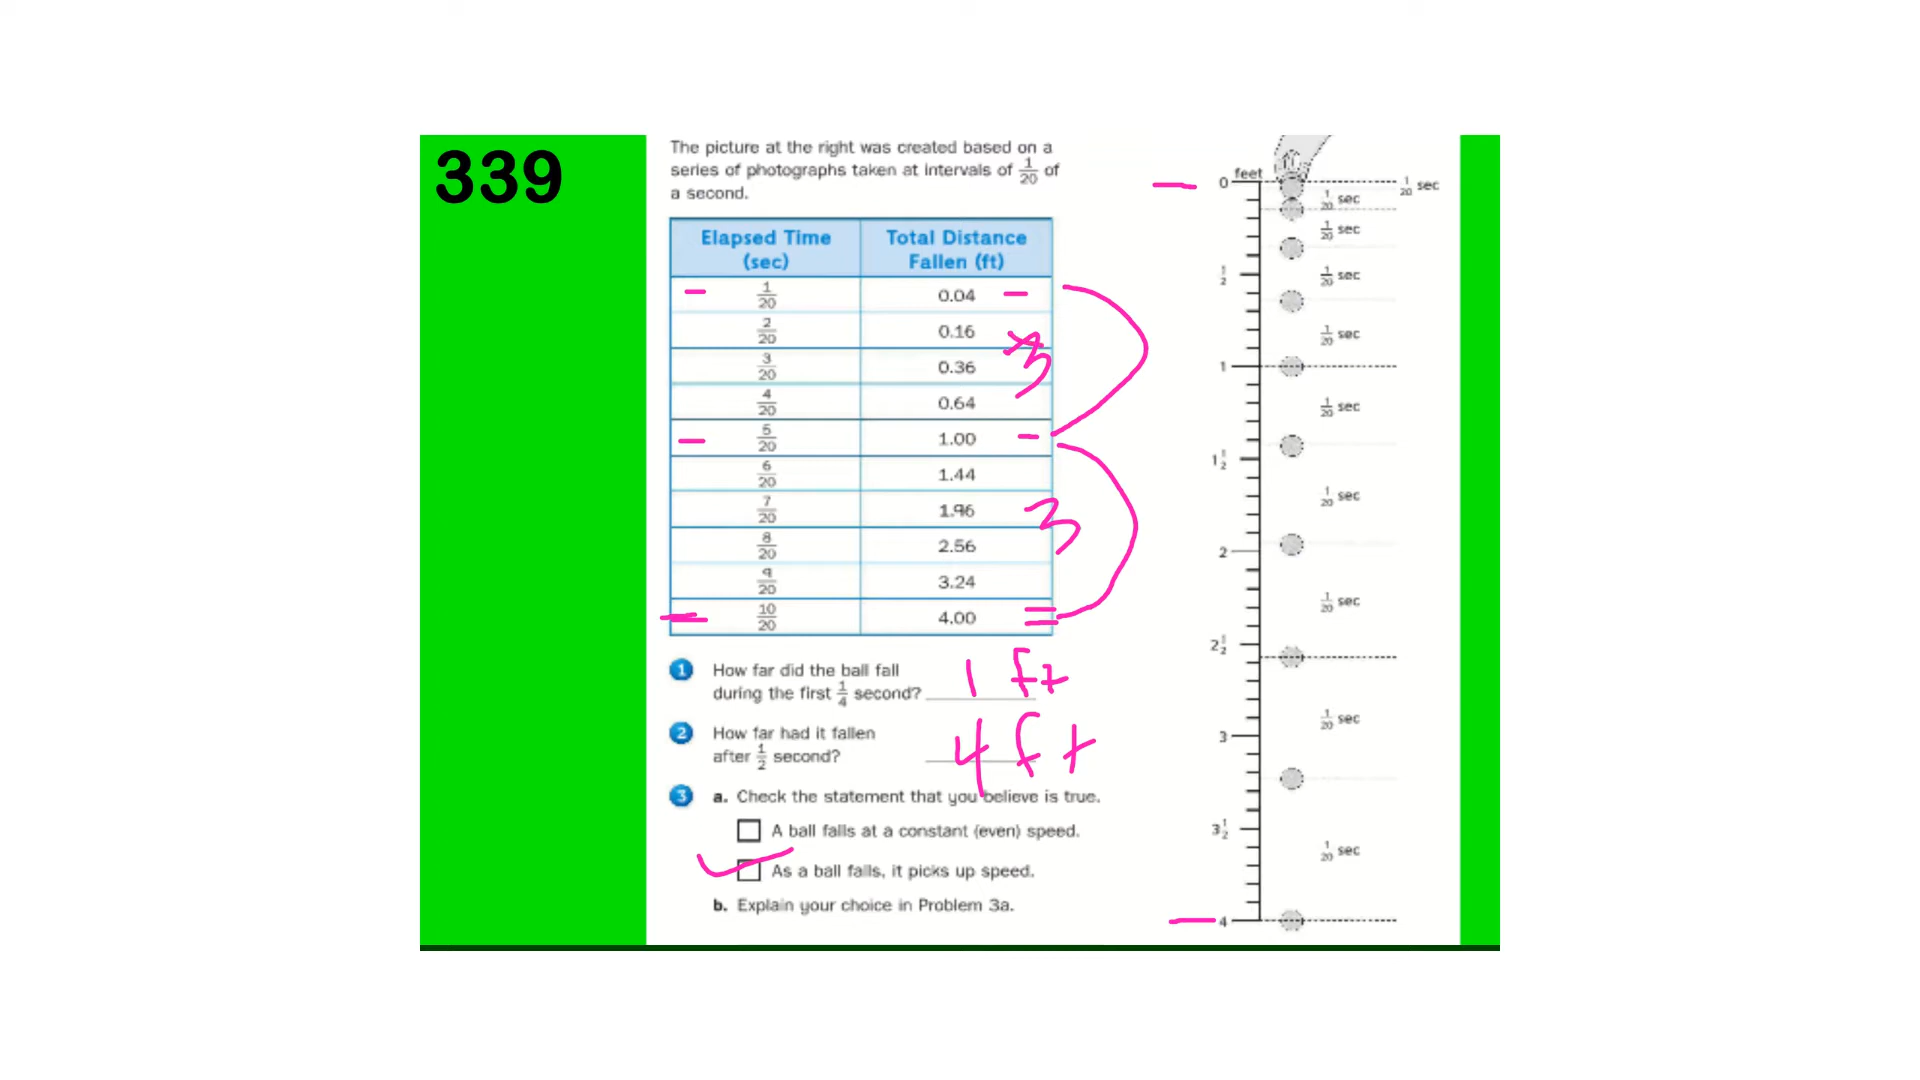 339
The picture at the right was created based on a
series of photographs taken at intervals of 1/20 of
a second.
Elapsed Time (sec) Total Distance Fallen (ft)
1/20 0.04
2/20 0.16
3/20 0.36
4/20 0.64
5/20 1.00
6/20 1.44
7/20 1.96
8/20 2.56
9/20 3.24
10/20 4.00
3
3
1 How far did the ball fall
during the first 1/4 second? 1 ft
2 How far had it fallen
after 1/2 second? 4 ft
3 a. Check the statement that you believe is true.
A ball falls at a constant (even) speed.
As a ball falls, it picks up speed.
b. Explain your choice in Problem 3a.
feet
0 1/20 sec
1/20 sec
1/20 sec
1/2 1/20 sec
1/20 sec
1
1/20 sec
1 1/2
1/20 sec
2
1/20 sec
2 1/2
1/20 sec
3
3 1/2
1/20 sec
4